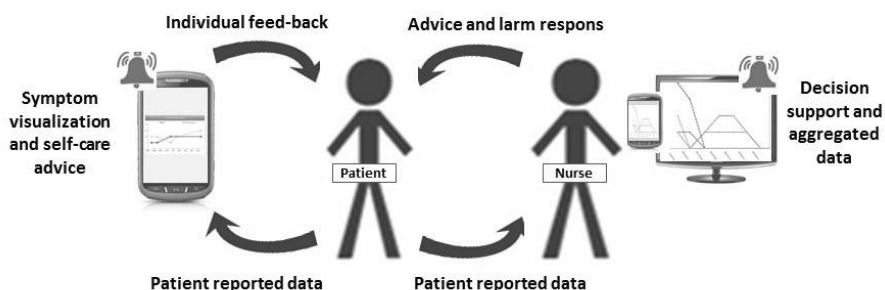 Individual feed-back
Advice and larm respons
Symptom
visualization
and self-care
advice
Patient
Nurse
Decision
support and
aggregated
data
Patient reported data
Patient reported data